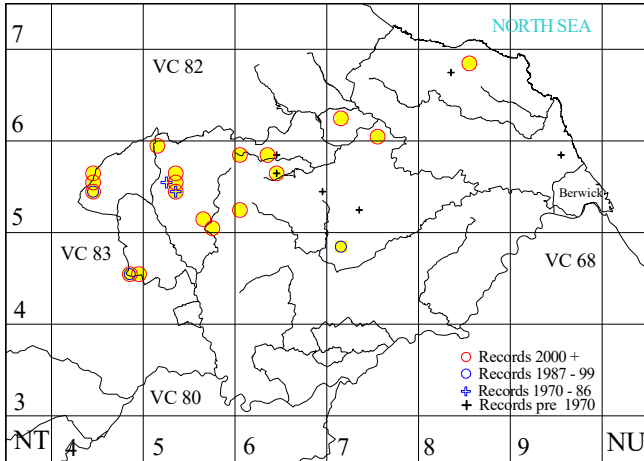 7
NORTH SEA
VC 82
6
Berwick
5
VC 83
VC 68
4
Records 2000 +
Records 1987 - 99
VC 80
Records 1970 - 86
Records pre 1970
3
NT 4 5 6 7 8 9 NU